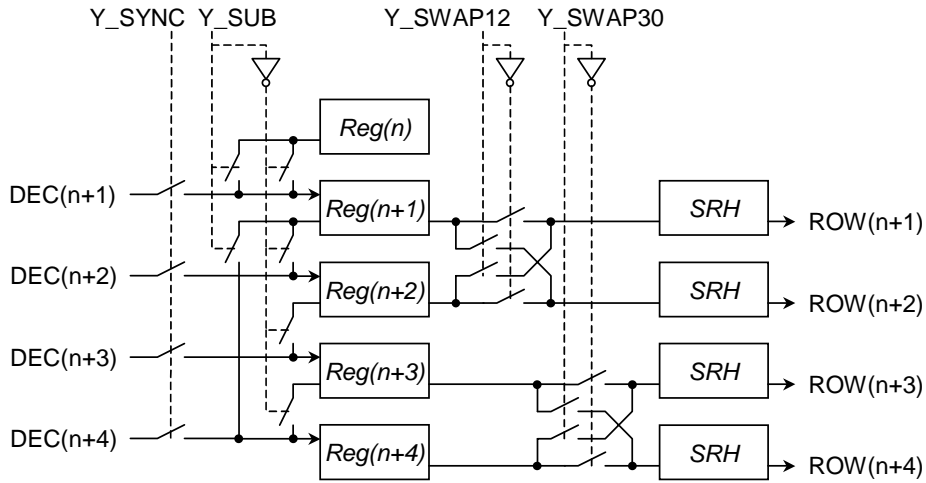 Y_SYNC Y_SUB Y_SWAP12 Y_SWAP30
Reg(n)
DEC(n+1) Reg(n+1) SRH ROW(n+1)
DEC(n+2) Reg(n+2) SRH ROW(n+2)
DEC(n+3) Reg(n+3) SRH ROW(n+3)
DEC(n+4) Reg(n+4) SRH ROW(n+4)